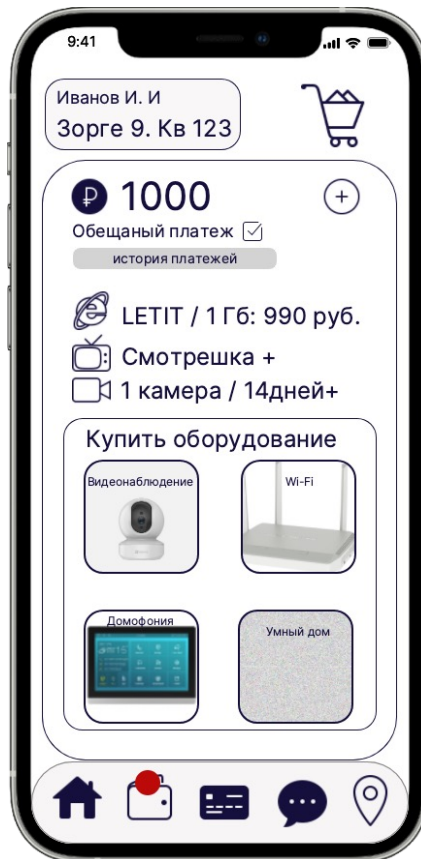 9:41
Иванов И. И
Зорге 9. Кв 123
1000
Обещаный платеж
история платежей
LETIT / 1 Гб: 990 руб.
Смотрешка +
1 камера / 14дней+
Купить оборудование
Видеонаблюдение
Wi-Fi
Домофония
Умный дом